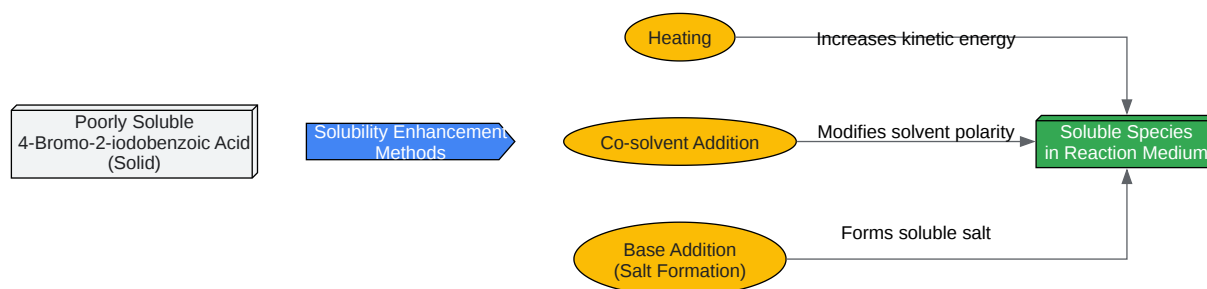 Poorly Soluble
4-Bromo-2-iodobenzoic Acid
(Solid)
Solubility Enhancement
Methods
Heating
Increases kinetic energy
Co-solvent Addition
Modifies solvent polarity
Base Addition
(Salt Formation)
Forms soluble salt
Soluble Species
in Reaction Medium